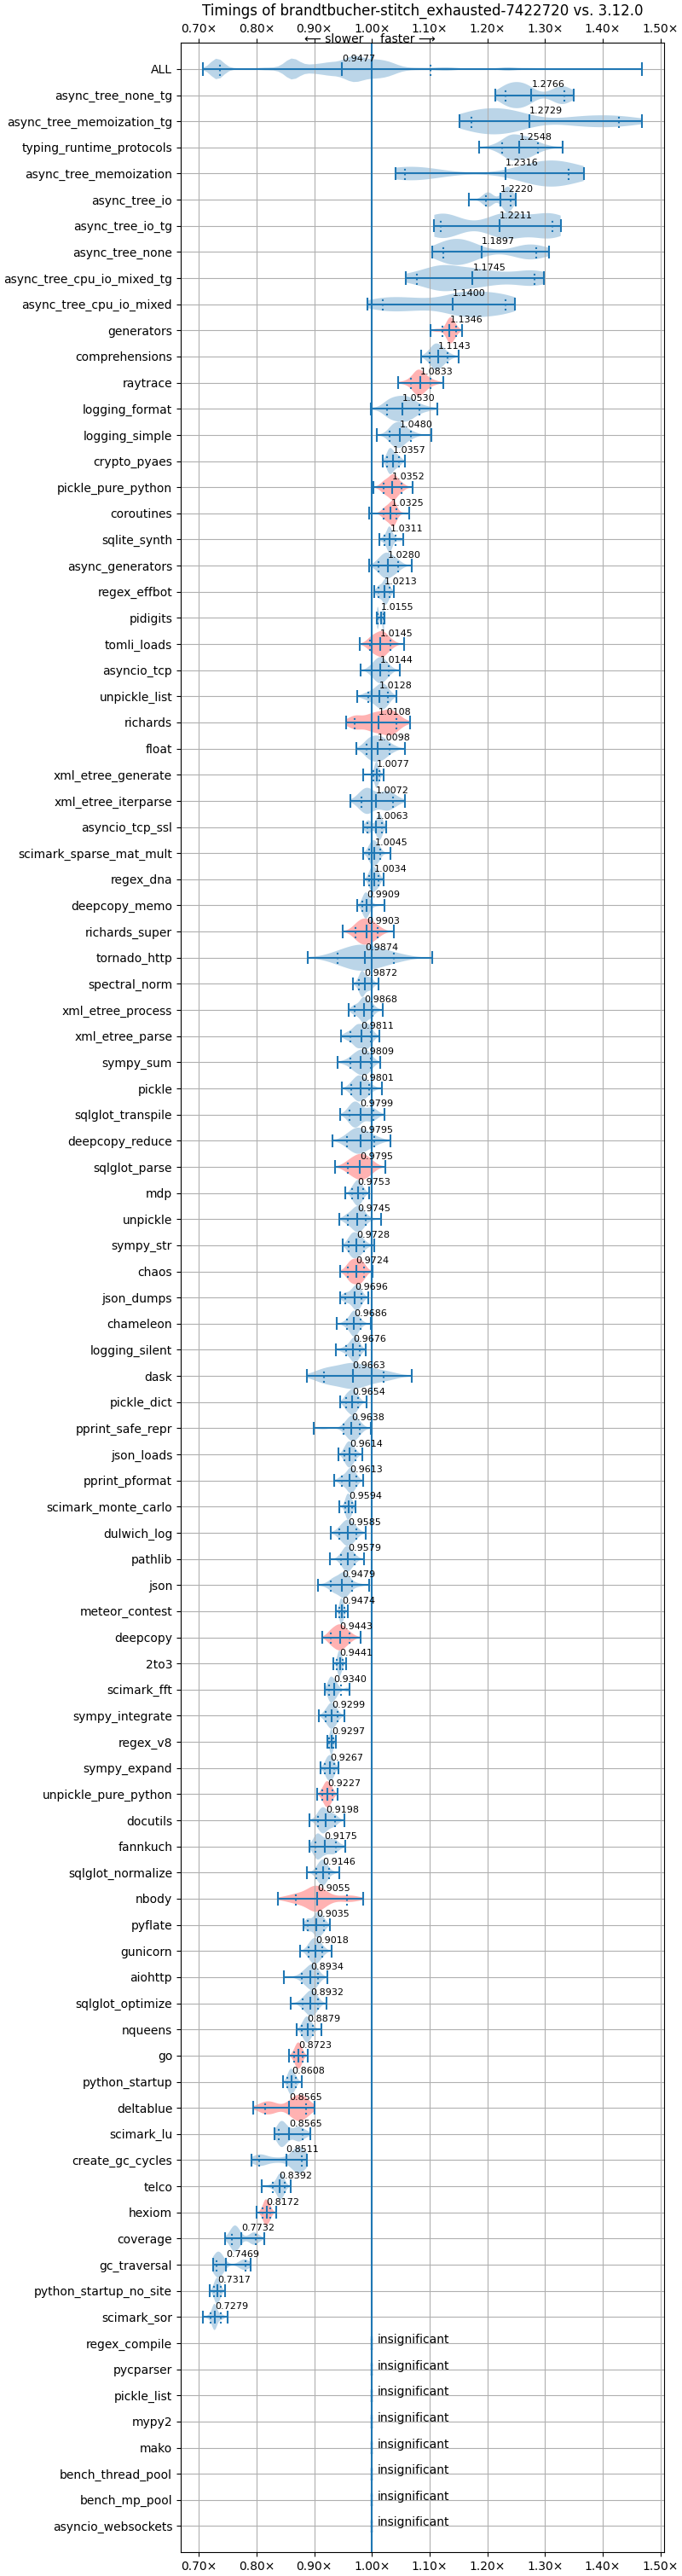 Timings of brandtbucher-stitch_exhausted-7422720 vs. 3.12.0
0.70× 0.80× 0.90× 1.00× 1.10× 1.20× 1.30× 1.40× 1.50×
⟵ slower faster ⟶
ALL 0.9477
async_tree_none_tg 1.2766
async_tree_memoization_tg 1.2729
typing_runtime_protocols 1.2548
async_tree_memoization 1.2316
async_tree_io 1.2220
async_tree_io_tg 1.2211
async_tree_none 1.1897
async_tree_cpu_io_mixed_tg 1.1745
async_tree_cpu_io_mixed 1.1400
generators 1.1346
comprehensions 1.1143
raytrace 1.0833
logging_format 1.0530
logging_simple 1.0480
crypto_pyaes 1.0357
pickle_pure_python 1.0352
coroutines 1.0325
sqlite_synth 1.0311
async_generators 1.0280
regex_effbot 1.0213
pidigits 1.0155
tomli_loads 1.0145
asyncio_tcp 1.0144
unpickle_list 1.0128
richards 1.0108
float 1.0098
xml_etree_generate 1.0077
xml_etree_iterparse 1.0072
asyncio_tcp_ssl 1.0063
scimark_sparse_mat_mult 1.0045
regex_dna 1.0034
deepcopy_memo 0.9909
richards_super 0.9903
tornado_http 0.9874
spectral_norm 0.9872
xml_etree_process 0.9868
xml_etree_parse 0.9811
sympy_sum 0.9809
pickle 0.9801
sqlglot_transpile 0.9799
deepcopy_reduce 0.9795
sqlglot_parse 0.9795
mdp 0.9753
unpickle 0.9745
sympy_str 0.9728
chaos 0.9724
json_dumps 0.9696
chameleon 0.9686
logging_silent 0.9676
dask 0.9663
pickle_dict 0.9654
pprint_safe_repr 0.9638
json_loads 0.9614
pprint_pformat 0.9613
scimark_monte_carlo 0.9594
dulwich_log 0.9585
pathlib 0.9579
json 0.9479
meteor_contest 0.9474
deepcopy 0.9443
2to3 0.9441
scimark_fft 0.9340
sympy_integrate 0.9299
regex_v8 0.9297
sympy_expand 0.9267
unpickle_pure_python 0.9227
docutils 0.9198
fannkuch 0.9175
sqlglot_normalize 0.9146
nbody 0.9055
pyflate 0.9035
gunicorn 0.9018
aiohttp 0.8934
sqlglot_optimize 0.8932
nqueens 0.8879
go 0.8723
python_startup 0.8608
deltablue 0.8565
scimark_lu 0.8565
create_gc_cycles 0.8511
telco 0.8392
hexiom 0.8172
coverage 0.7732
gc_traversal 0.7469
python_startup_no_site 0.7317
scimark_sor 0.7279
regex_compile insignificant
pycparser insignificant
pickle_list insignificant
mypy2 insignificant
mako insignificant
bench_thread_pool insignificant
bench_mp_pool insignificant
asyncio_websockets insignificant
0.70× 0.80× 0.90× 1.00× 1.10× 1.20× 1.30× 1.40× 1.50×